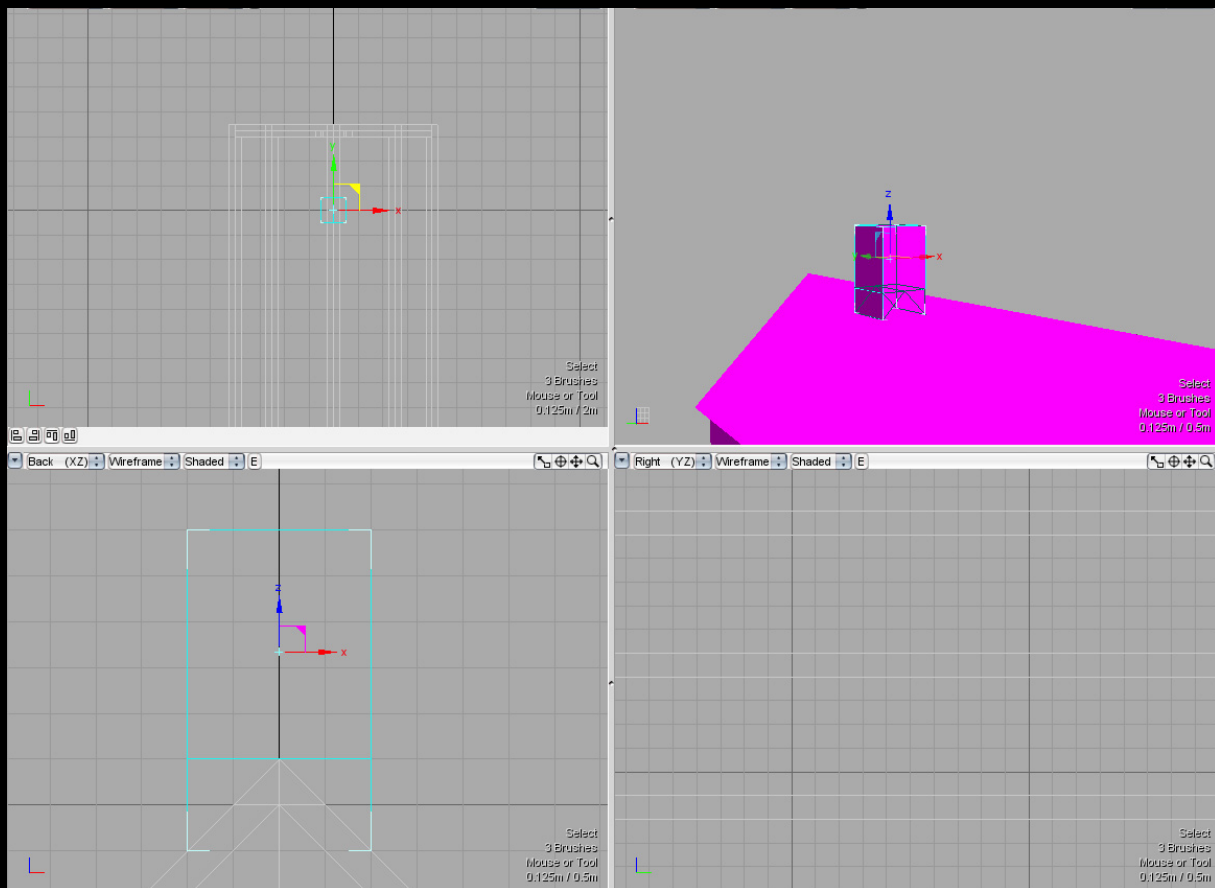 Y
X
Select
3 Brushes
Mouse or Tool
0.125m / 2m
Z
Y
X
Select
3 Brushes
Mouse or Tool
0.125m / 0.5m
Back (XZ) Wireframe Shaded E
Right (YZ) Wireframe Shaded E
Z
X
Select
3 Brushes
Mouse or Tool
0.125m / 0.5m
Select
3 Brushes
Mouse or Tool
0.125m / 0.5m